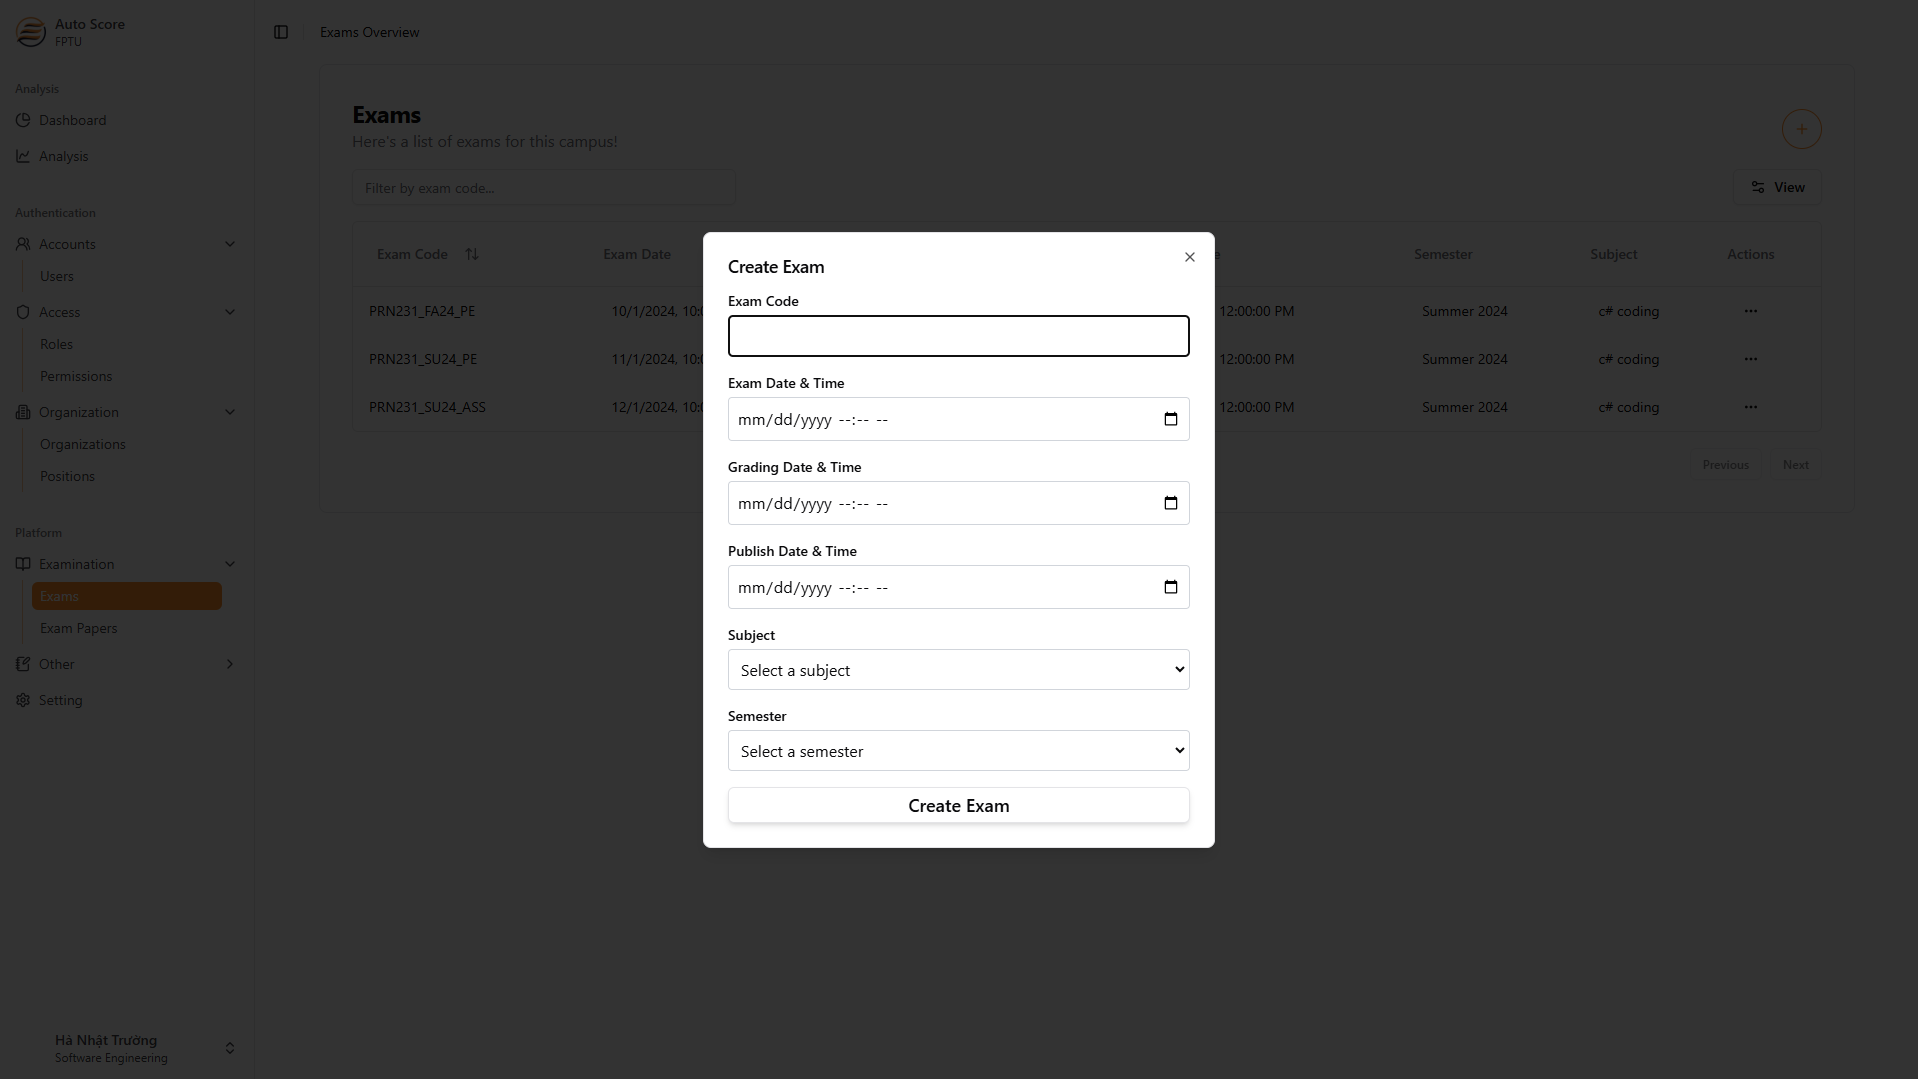 Auto Score
FPTU
Analysis
Dashboard
Analysis
Authentication
Accounts
Users
Access
Roles
Permissions
Organization
Organizations
Positions
Platform
Examination
Exams
Exam Papers
Other
Setting
Hà Nhật Trường
Software Engineering
Exams Overview
Exams
Here's a list of exams for this campus!
Filter by exam code...
View
Exam Code Exam Date e Semester Subject Actions
PRN231_FA24_PE 10/1/2024, 10:0 12:00:00 PM Summer 2024 c# coding
PRN231_SU24_PE 11/1/2024, 10:0 12:00:00 PM Summer 2024 c# coding
PRN231_SU24_ASS 12/1/2024, 10:0 12:00:00 PM Summer 2024 c# coding
Previous Next
Create Exam
Exam Code
Exam Date & Time
mm/dd/yyyy --:-- --
Grading Date & Time
mm/dd/yyyy --:-- --
Publish Date & Time
mm/dd/yyyy --:-- --
Subject
Select a subject
Semester
Select a semester
Create Exam